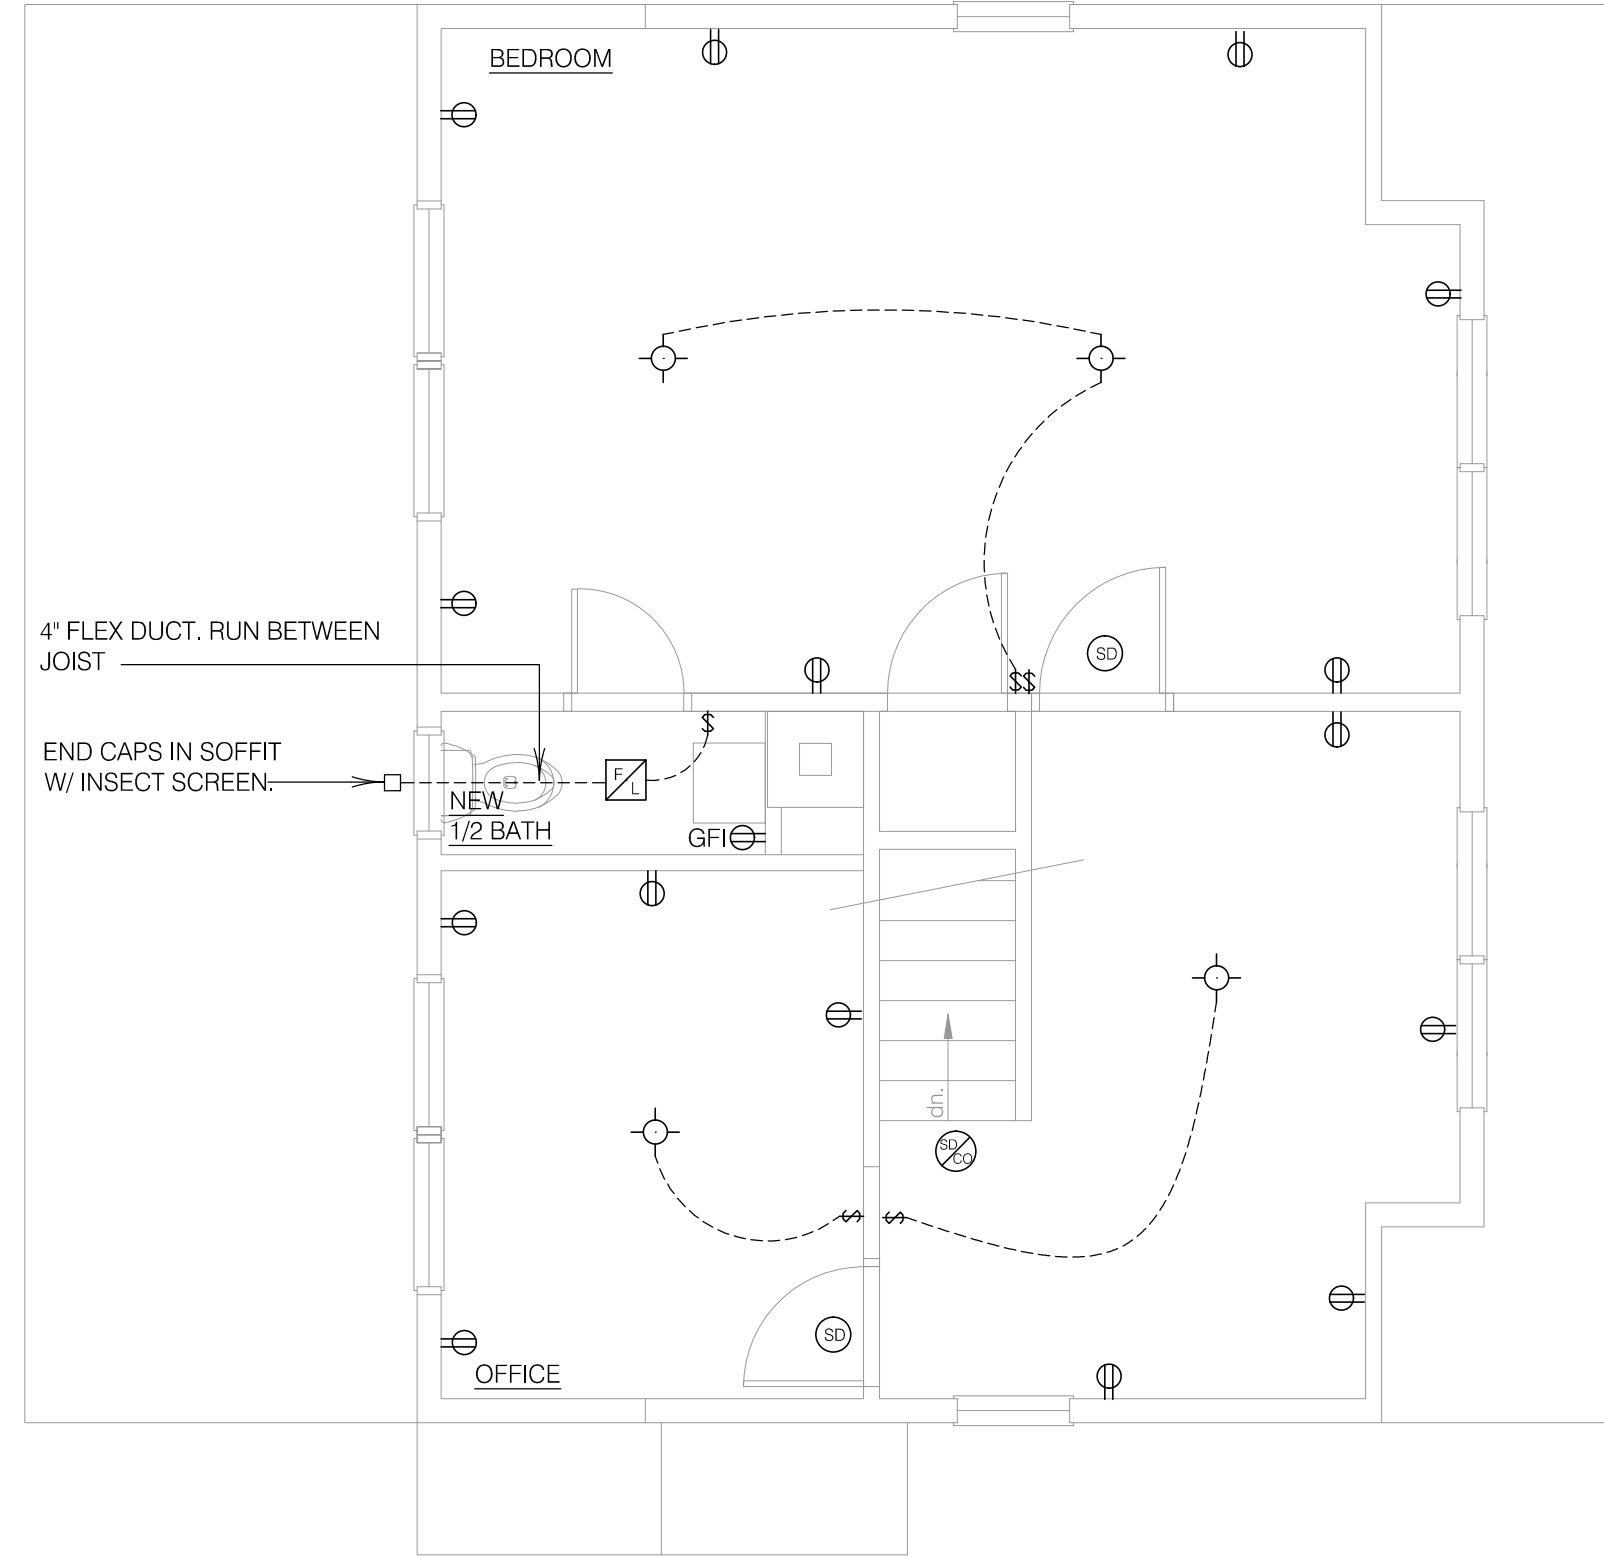 BEDROOM
4" FLEX DUCT. RUN BETWEEN
JOIST
SD
$$
$
END CAPS IN SOFFIT
W/ INSECT SCREEN.
F/L
NEW
1/2 BATH
GFI
dn.
SD/CO
$
$
SD
OFFICE